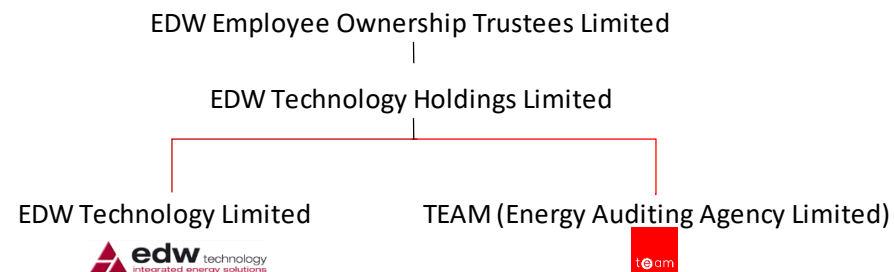 EDW Employee Ownership Trustees Limited
EDW Technology Holdings Limited
EDW Technology Limited
TEAM (Energy Auditing Agency Limited)
edw technology
integrated energy solutions
team